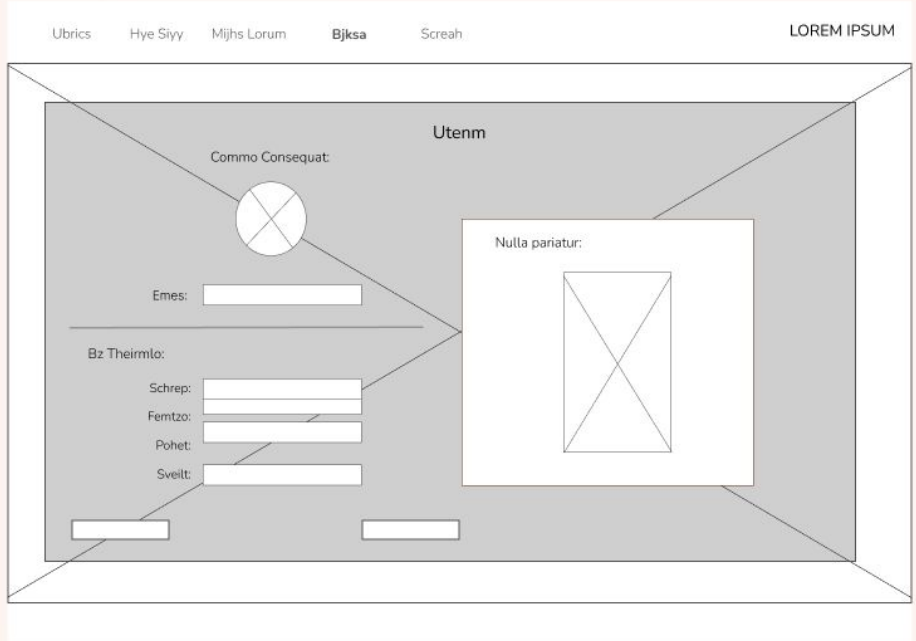 Ubrics
Hye Siyy
Mijhs Lorum
Bjksa
Screah
LOREM IPSUM
Utenm
Commo Consequat:
Emes:
Bz Theirmlo:
Schrep:
Femtzo:
Pohet:
Sveilt:
Nulla pariatur: